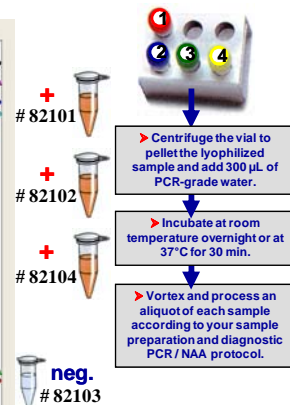 1
2
3
4
+
# 82101
+
# 82102
+
# 82104
neg.
# 82103
➤ Centrifuge the vial to
pellet the lyophilized
sample and add 300 µL of
PCR-grade water.
➤ Incubate at room
temperature overnight or at
37°C for 30 min.
➤ Vortex and process an
aliquot of each sample
according to your sample
preparation and diagnostic
PCR / NAA protocol.